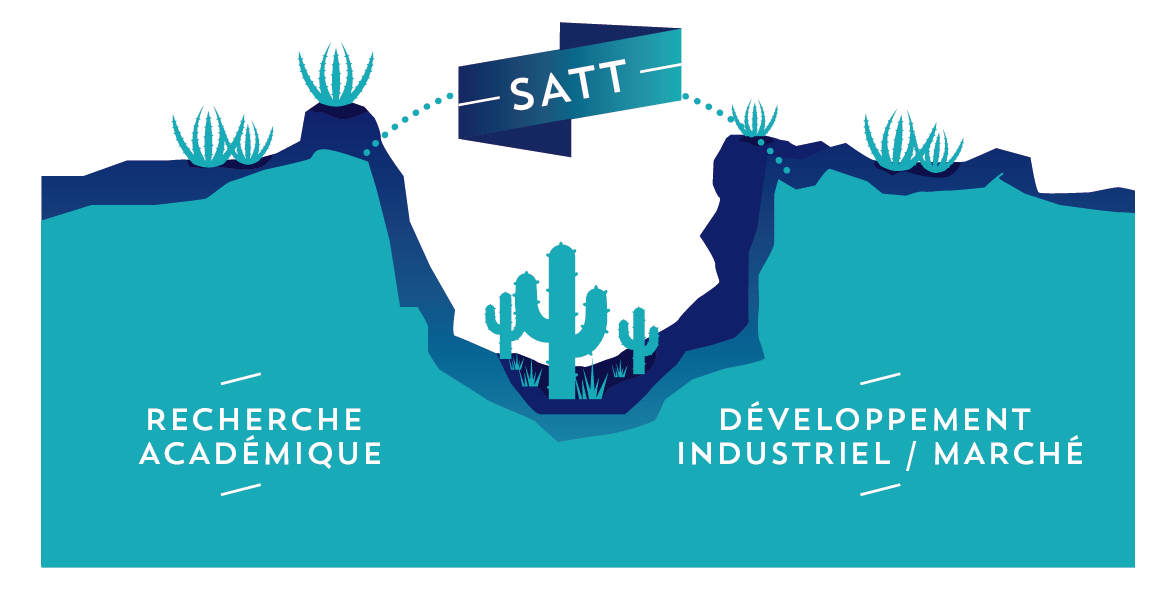 SATT
RECHERCHE
ACADÉMIQUE
DÉVELOPPEMENT
INDUSTRIEL / MARCHÉ